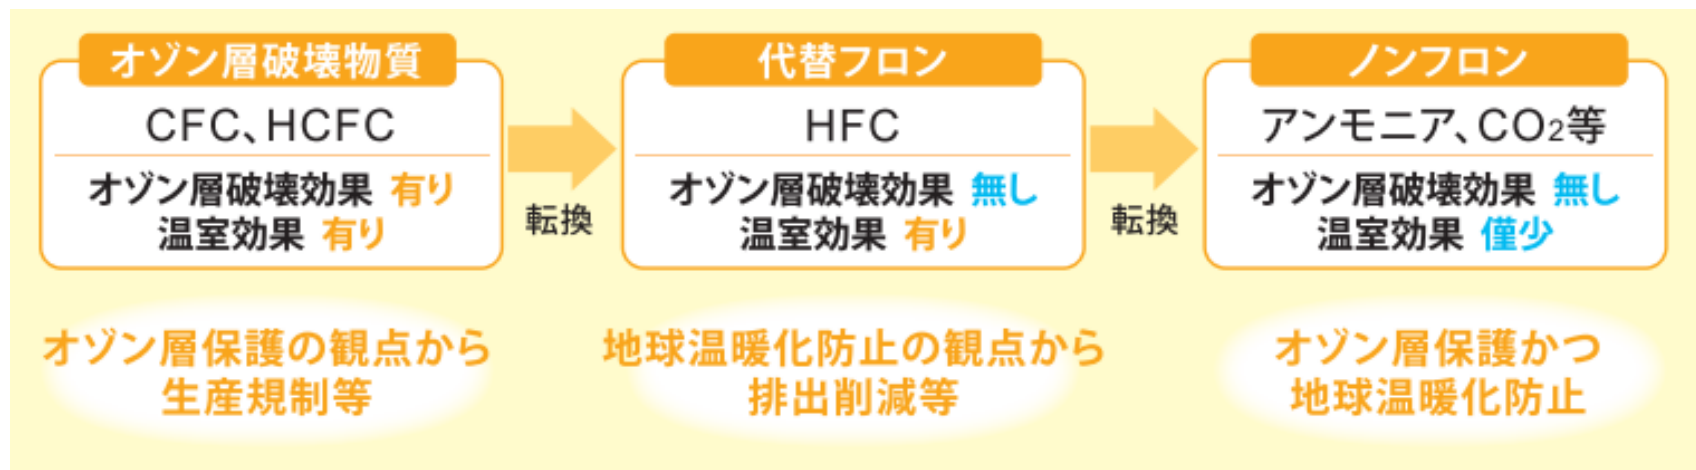 オゾン層破壊物質
CFC、HCFC
オゾン層破壊効果 有り
温室効果 有り
オゾン層保護の観点から
生産規制等
転換
代替フロン
HFC
オゾン層破壊効果 無し
温室効果 有り
地球温暖化防止の観点から
排出削減等
転換
ノンフロン
アンモニア、CO₂等
オゾン層破壊効果 無し
温室効果 僅少
オゾン層保護かつ
地球温暖化防止